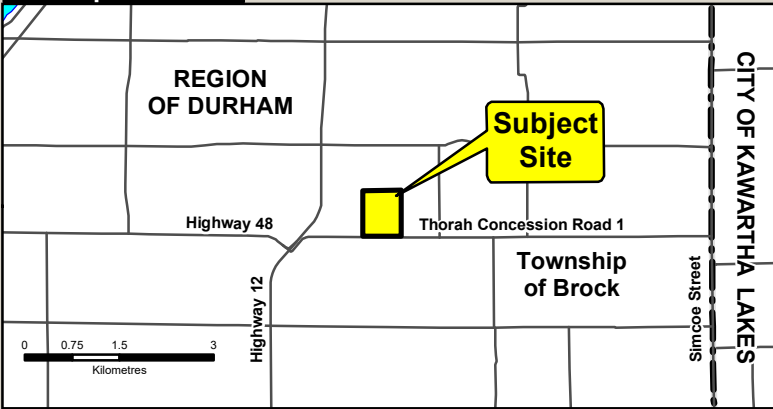 REGION
OF DURHAM
CITY OF KAWARTHA LAKES
Subject
Site
Highway 48
Thorah Concession Road 1
Township
of Brock
Highway 12
Simcoe Street
0 0.75 1.5 3
Kilometres